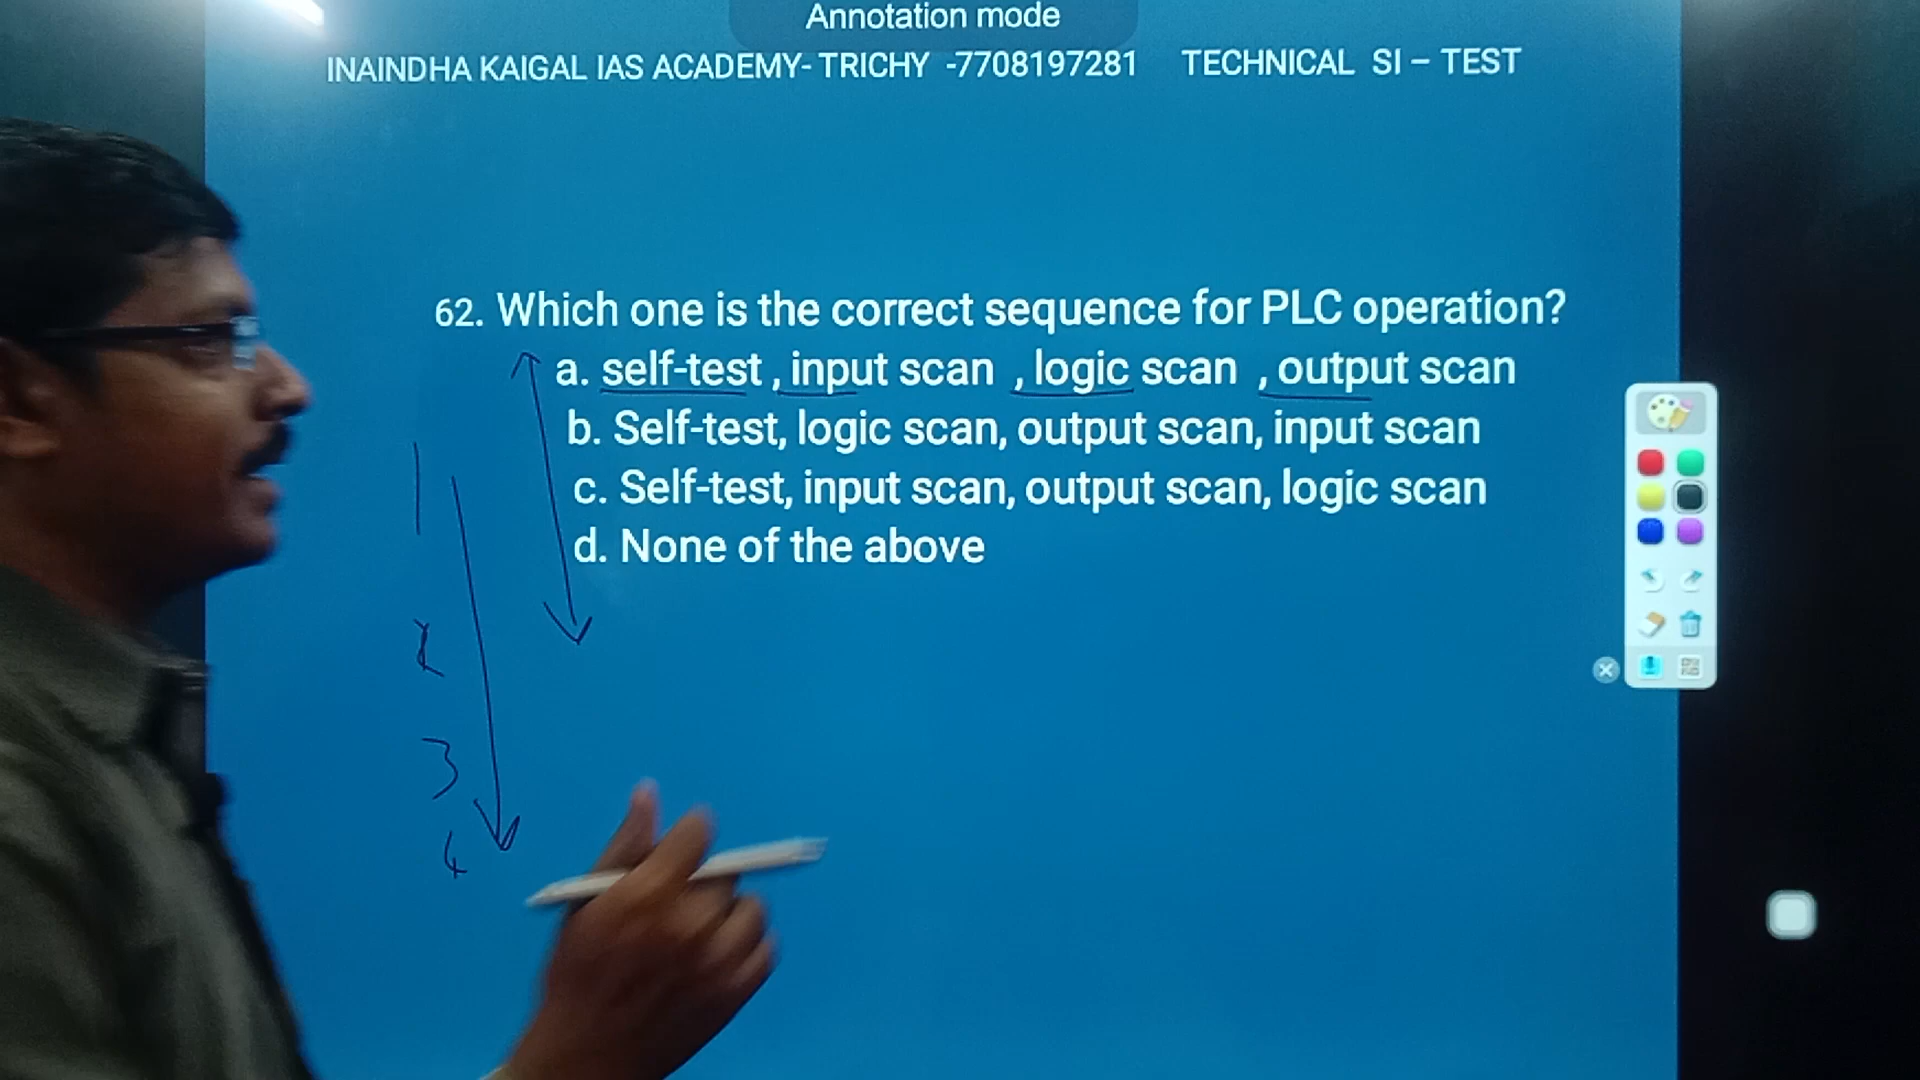 Annotation mode
INAINDHA KAIGAL IAS ACADEMY- TRICHY -7708197281 TECHNICAL SI – TEST
62. Which one is the correct sequence for PLC operation?
a. self-test , input scan , logic scan , output scan
b. Self-test, logic scan, output scan, input scan
c. Self-test, input scan, output scan, logic scan
d. None of the above
1
2
3
4